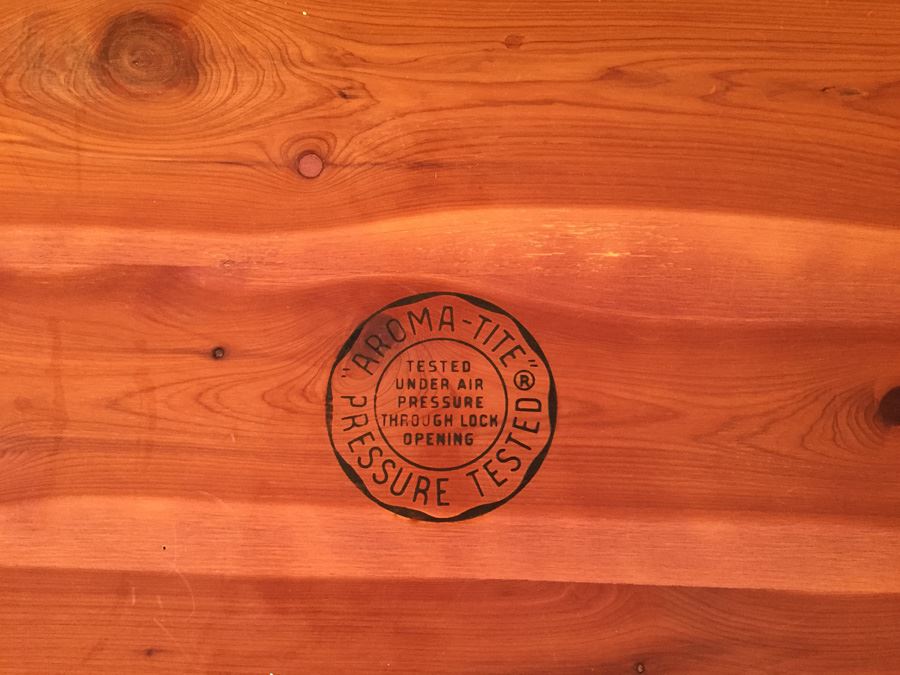 "AROMA-TITE"®
TESTED
UNDER AIR
PRESSURE
THROUGH LOCK
OPENING
PRESSURE TESTED